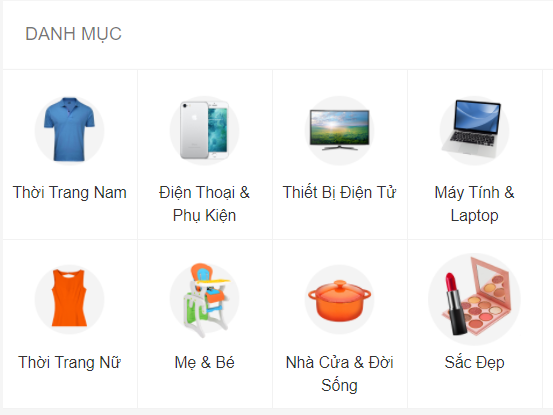 DANH MỤC
Thời Trang Nam
Điện Thoại &
Phụ Kiện
Thiết Bị Điện Tử
Máy Tính &
Laptop
Thời Trang Nữ
Mẹ & Bé
Nhà Cửa & Đời
Sống
Sắc Đẹp